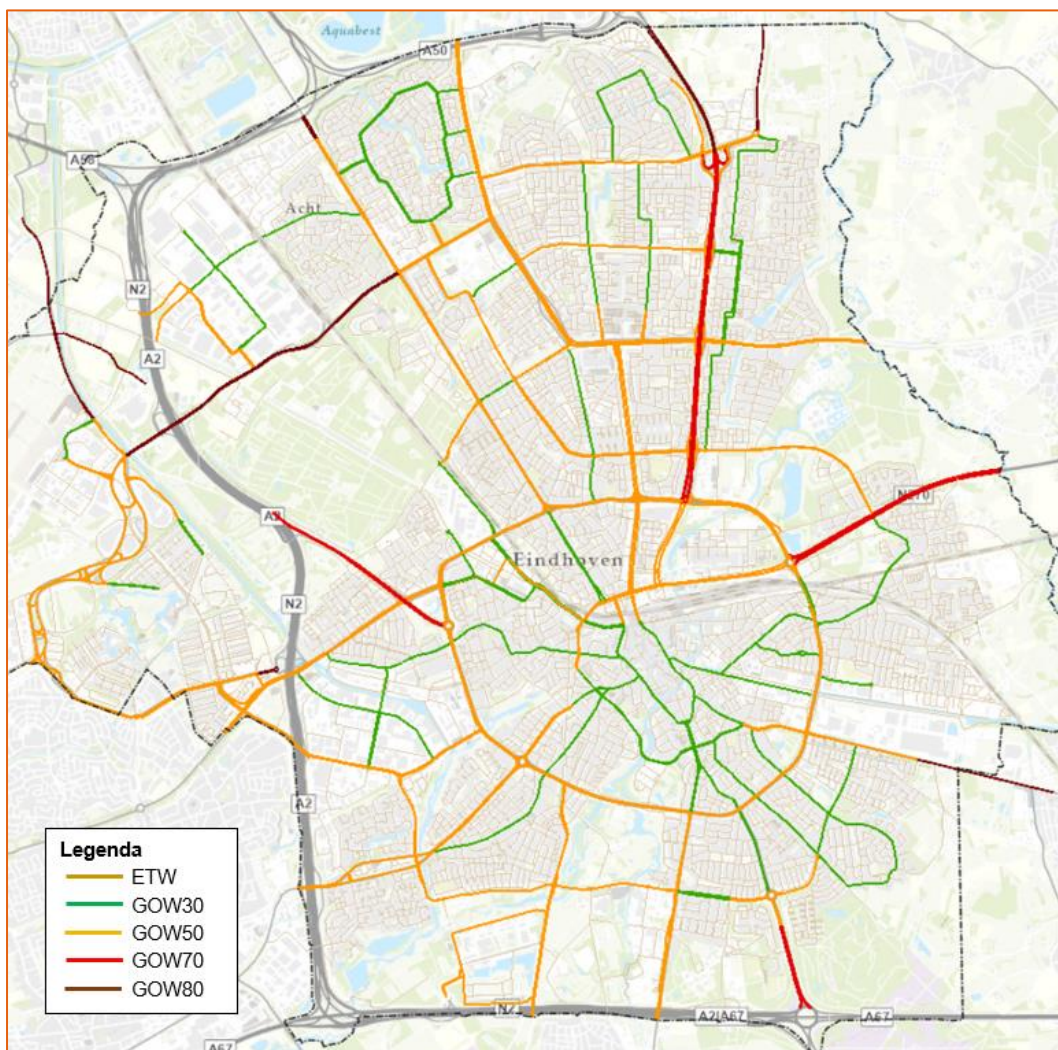 Aquabest
A50
A58
Acht
N2
A2
N270
A2
Eindhoven
N2
A2
Legenda
ETW
GOW30
GOW50
GOW70
GOW80
N2
A2|A67
A67
A67